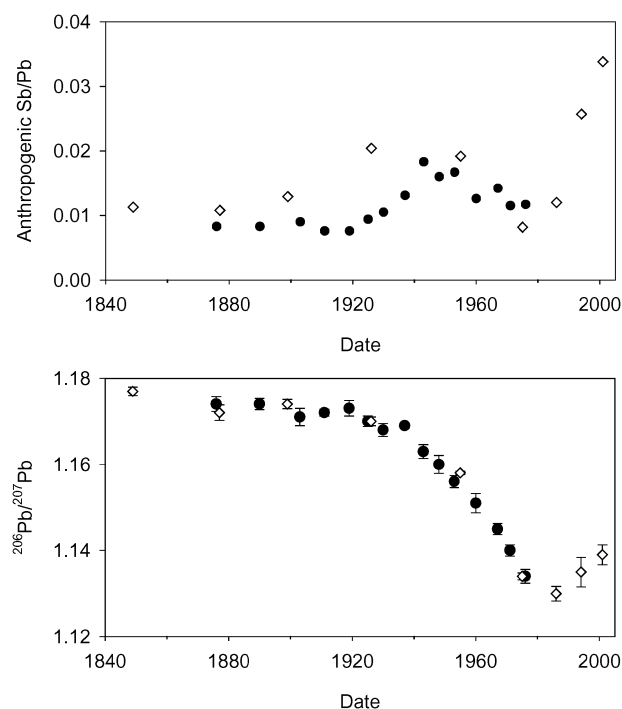 0.04
0.03
0.02
0.01
0.00
Anthropogenic Sb/Pb
1840 1880 1920 1960 2000
Date
1.18
1.16
1.14
1.12
²⁰⁶Pb/²⁰⁷Pb
1840 1880 1920 1960 2000
Date